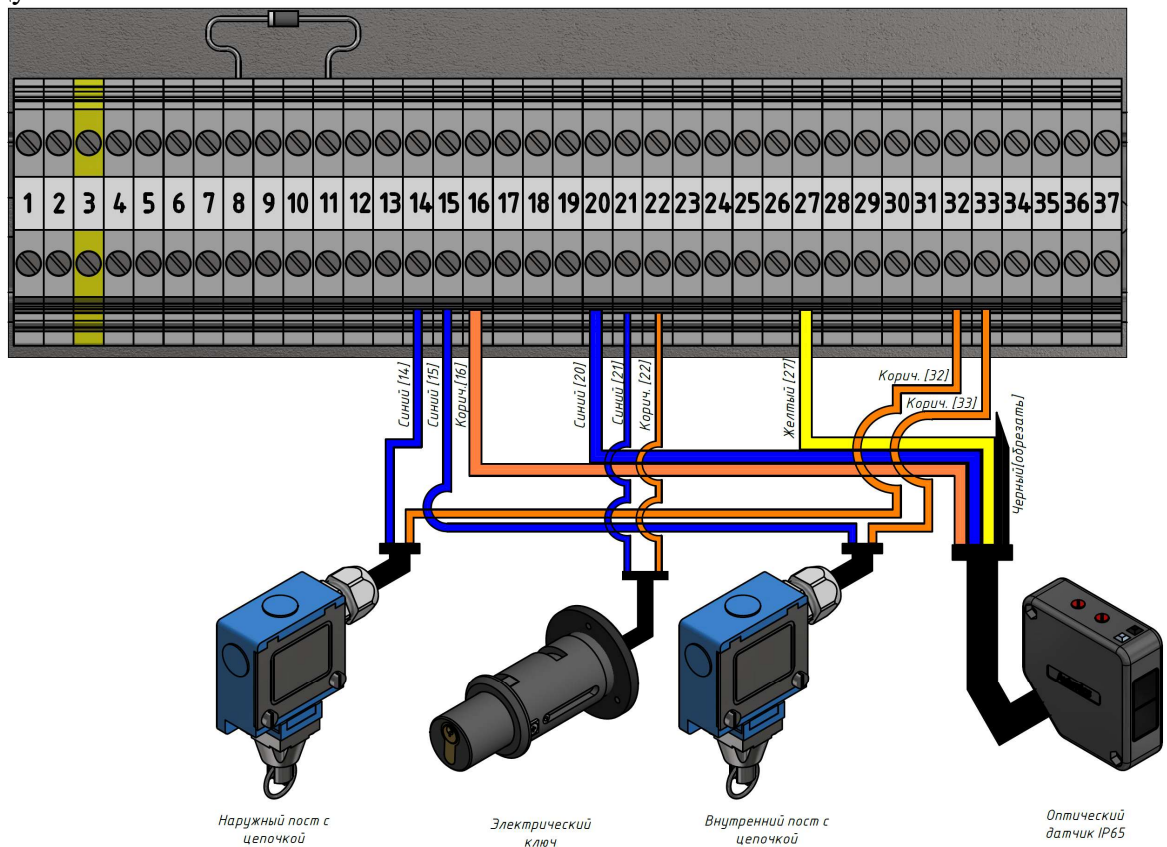 1 2 3 4 5 6 7 8 9 10 11 12 13 14 15 16 17 18 19 20 21 22 23 24 25 26 27 28 29 30 31 32 33 34 35 36 37
Синий [14]
Синий [15]
Корич.[16]
Синий [20]
Синий [21]
Корич. [22]
Желтый [27]
Корич. [32]
Корич. [33]
Черный[обрезать]
Наружный пост с
цепочкой
Электрический
ключ
Внутренний пост с
цепочкой
Оптический
датчик IP65